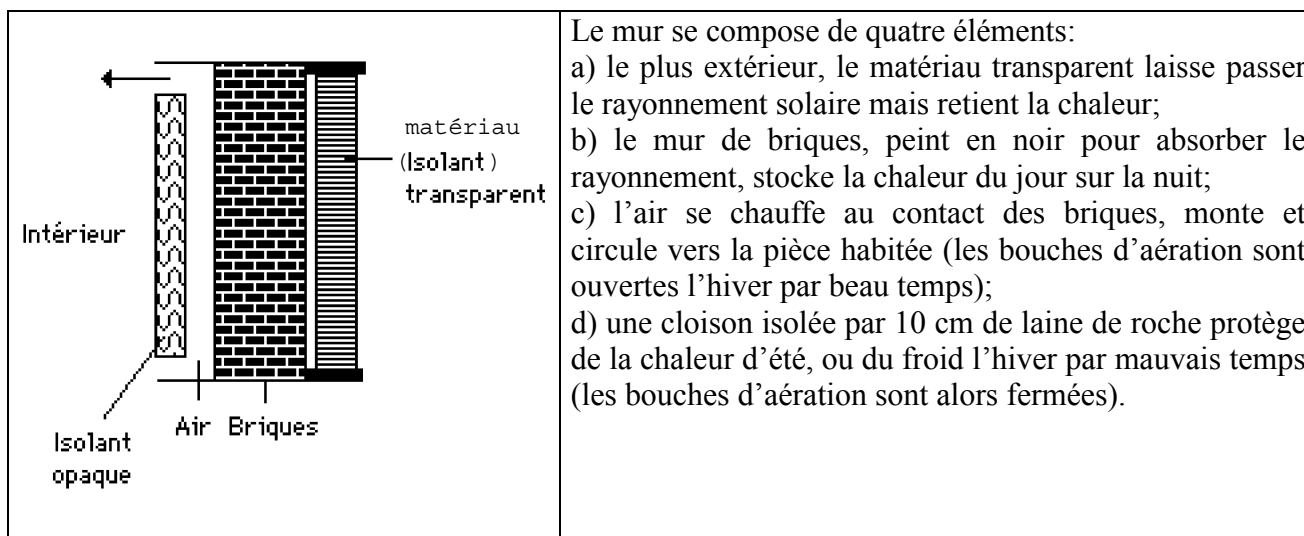 matériau
(Isolant)
transparent
Intérieur
Air Briques
Isolant
opaque
Le mur se compose de quatre éléments:
a) le plus extérieur, le matériau transparent laisse passer
le rayonnement solaire mais retient la chaleur;
b) le mur de briques, peint en noir pour absorber le
rayonnement, stocke la chaleur du jour sur la nuit;
c) l’air se chauffe au contact des briques, monte et
circule vers la pièce habitée (les bouches d’aération sont
ouvertes l’hiver par beau temps);
d) une cloison isolée par 10 cm de laine de roche protège
de la chaleur d’été, ou du froid l’hiver par mauvais temps
(les bouches d’aération sont alors fermées).